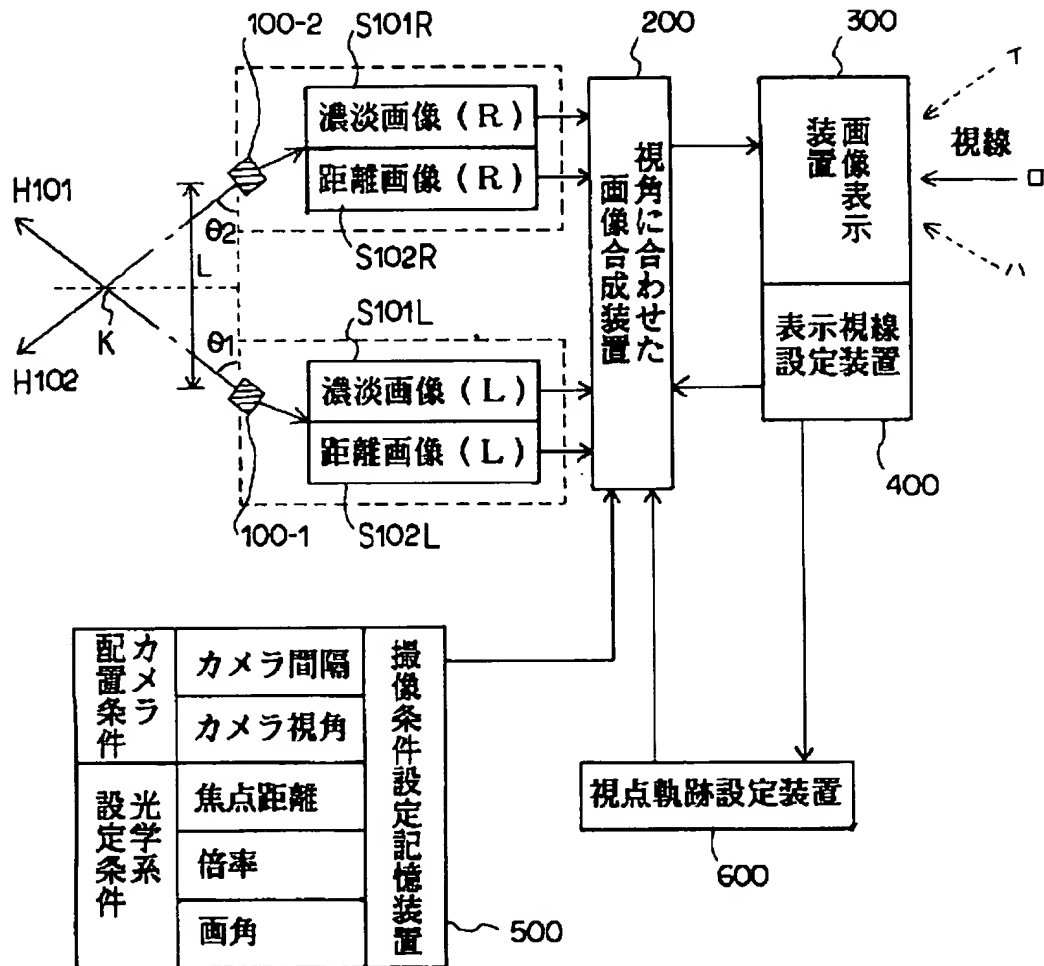 100-2
S101R
200
300
濃淡画像(R)
距離画像(R)
S102R
H101
H102
K
L
θ2
θ1
S101L
濃淡画像(L)
距離画像(L)
S102L
100-1
視角に合わせた
画像合成装置
画像表示
装置
表示視線
設定装置
400
イ
視線
ロ
ハ
カメラ
配置条件
カメラ間隔
カメラ視角
光学系
設定条件
焦点距離
倍率
画角
撮像条件設定記憶装置
500
視点軌跡設定装置
600